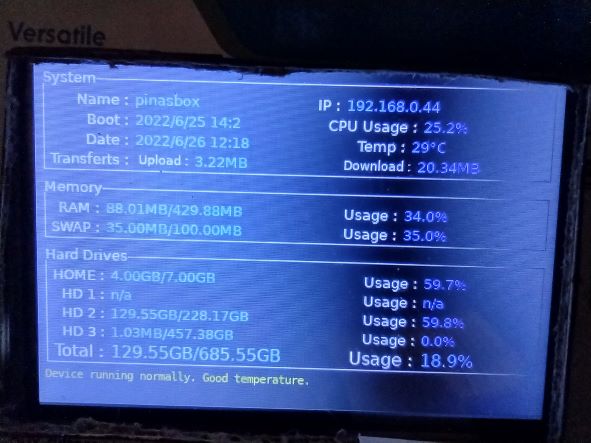 Versatile
System
Name : pinasbox IP : 192.168.0.44
Boot : 2022/6/25 14:2 CPU Usage : 25.2%
Date : 2022/6/26 12:18 Temp : 29°C
Transferts : Upload : 3.22MB Download : 20.34MB
Memory
RAM : 88.01MB/429.88MB Usage : 34.0%
SWAP : 35.00MB/100.00MB Usage : 35.0%
Hard Drives
HOME : 4.00GB/7.00GB Usage : 59.7%
HD 1 : n/a Usage : n/a
HD 2 : 129.55GB/228.17GB Usage : 59.8%
HD 3 : 1.03MB/457.38GB Usage : 0.0%
Total : 129.55GB/685.55GB Usage : 18.9%
Device running normally. Good temperature.